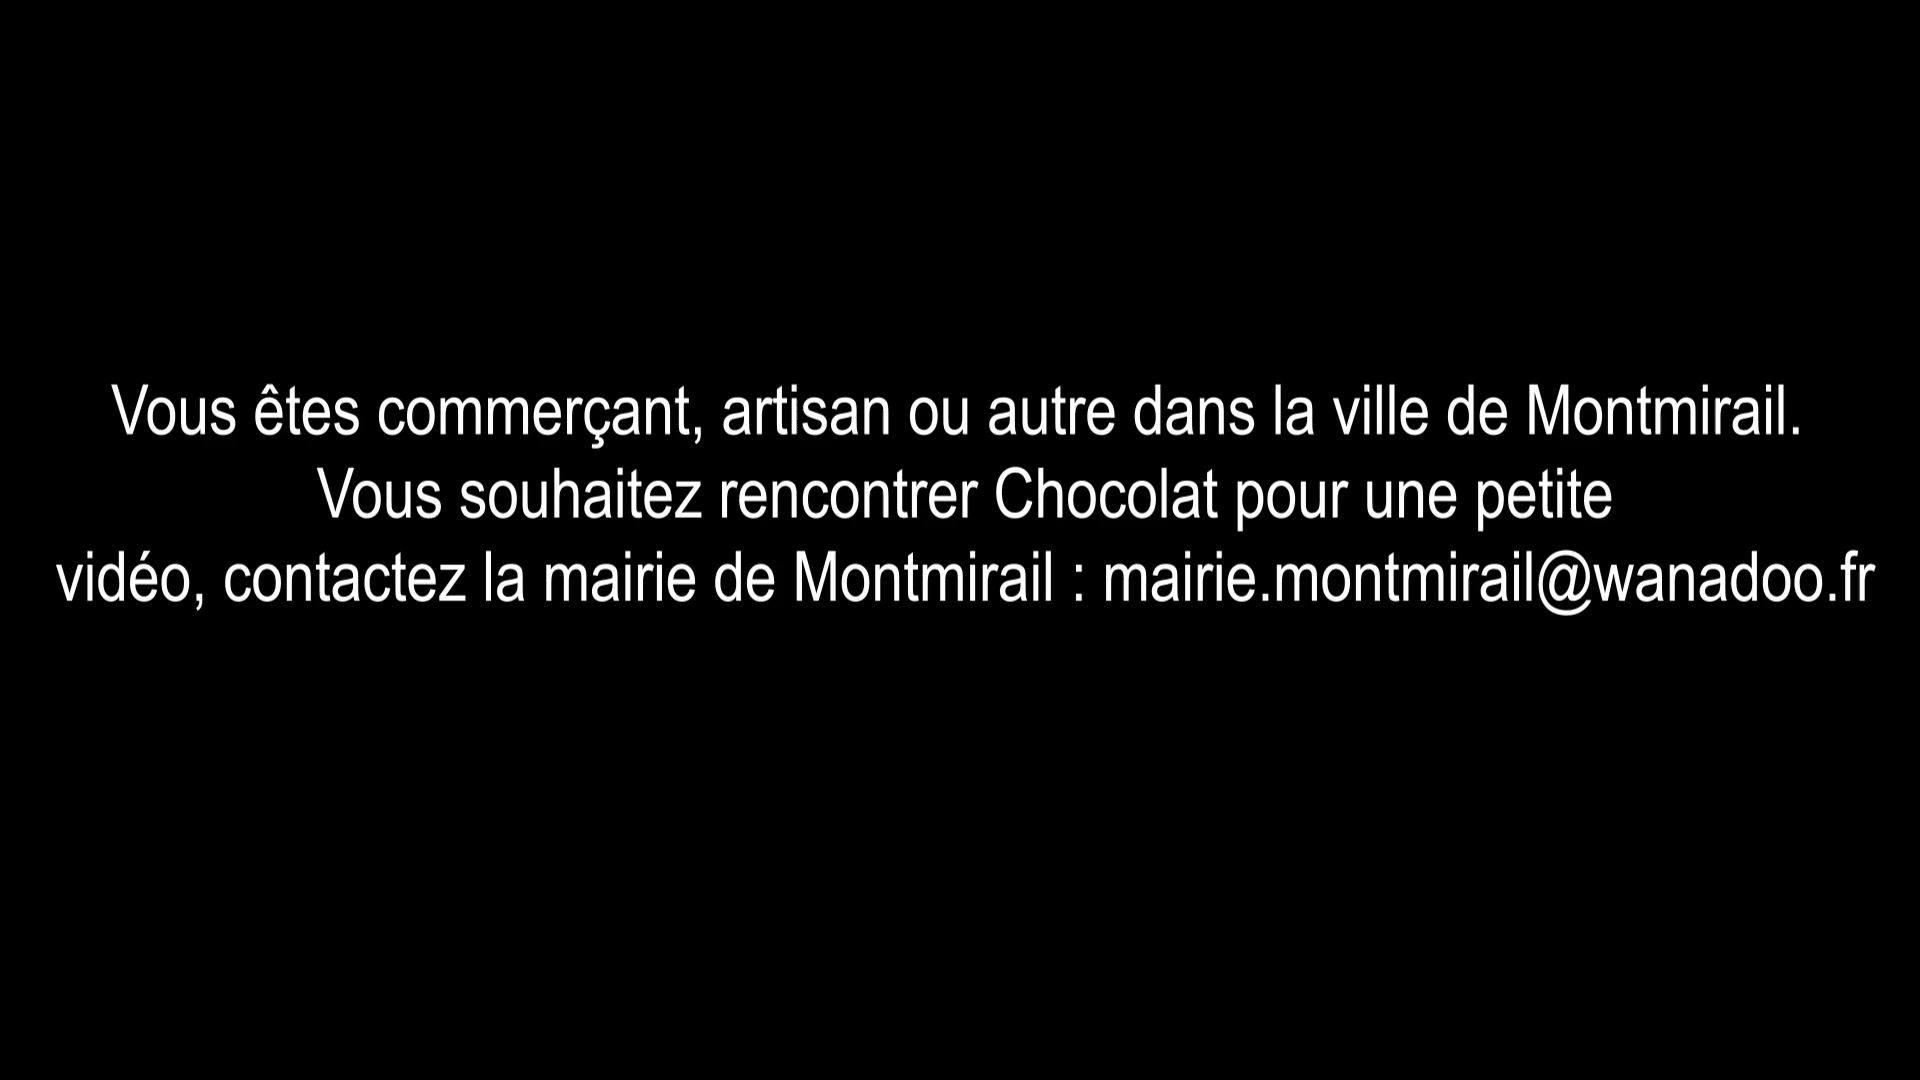 Vous êtes commerçant, artisan ou autre dans la ville de Montmirail.
Vous souhaitez rencontrer Chocolat pour une petite
vidéo, contactez la mairie de Montmirail : mairie.montmirail@wanadoo.fr